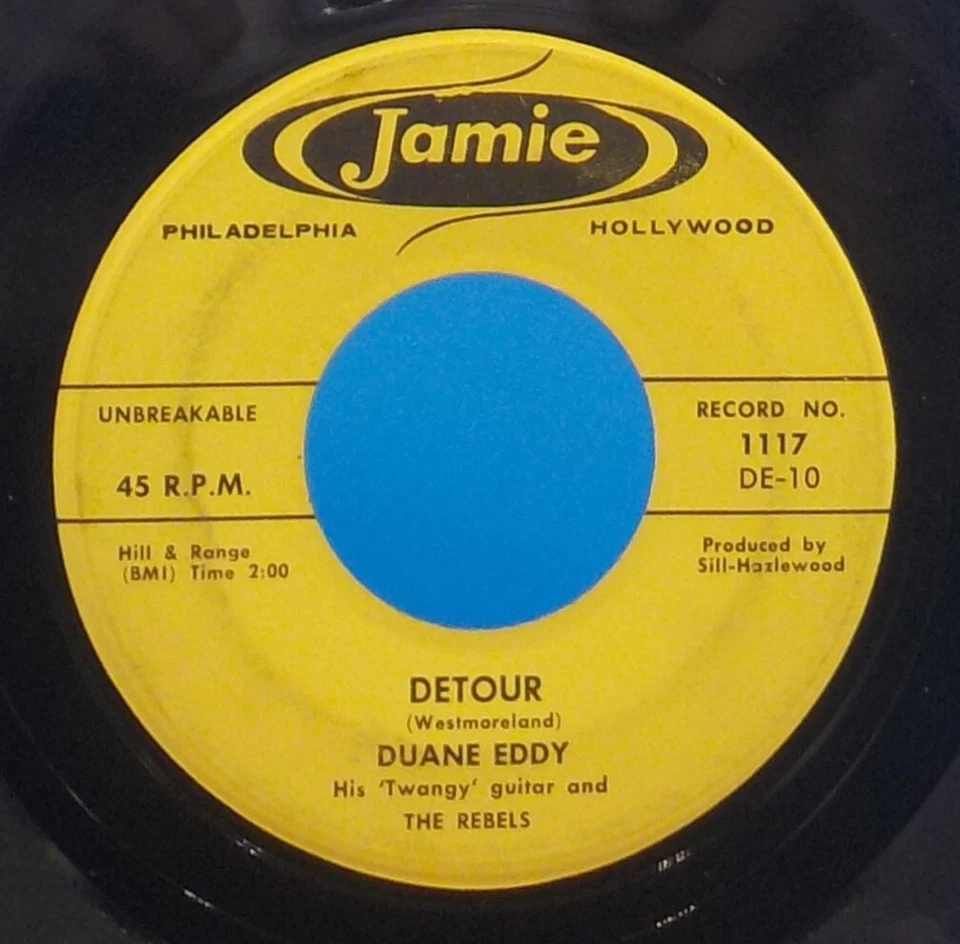 Jamie
PHILADELPHIA HOLLYWOOD
UNBREAKABLE
45 R.P.M.
RECORD NO.
1117
DE-10
Hill & Range
(BMI) Time 2:00
Produced by
Sill-Hazlewood
DETOUR
(Westmoreland)
DUANE EDDY
His 'Twangy' guitar and
THE REBELS